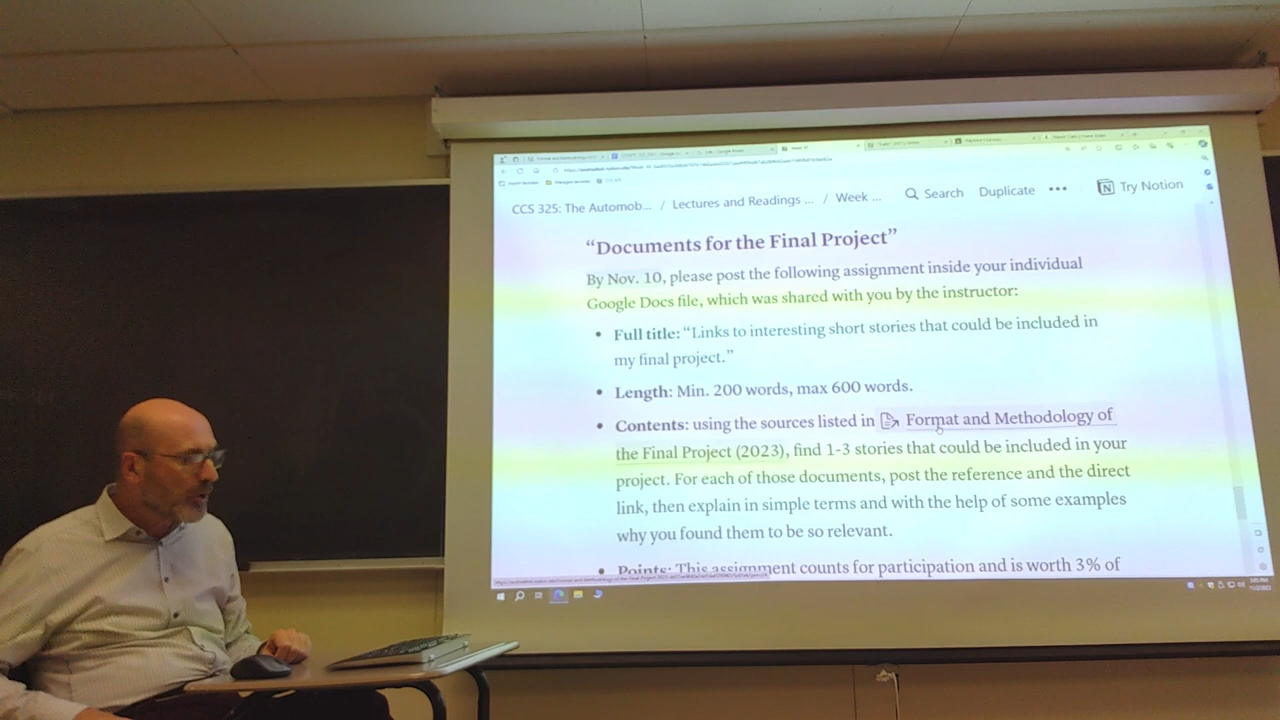 CCS 325: The Automob... / Lectures and Readings ... / Week ... Search Duplicate ••• Try Notion
“Documents for the Final Project”
By Nov. 10, please post the following assignment inside your individual
Google Docs file, which was shared with you by the instructor:
• Full title: “Links to interesting short stories that could be included in
my final project.”
• Length: Min. 200 words, max 600 words.
• Contents: using the sources listed in Format and Methodology of
the Final Project (2023), find 1-3 stories that could be included in your
project. For each of those documents, post the reference and the direct
link, then explain in simple terms and with the help of some examples
why you found them to be so relevant.
• Points: This assignment counts for participation and is worth 3% of